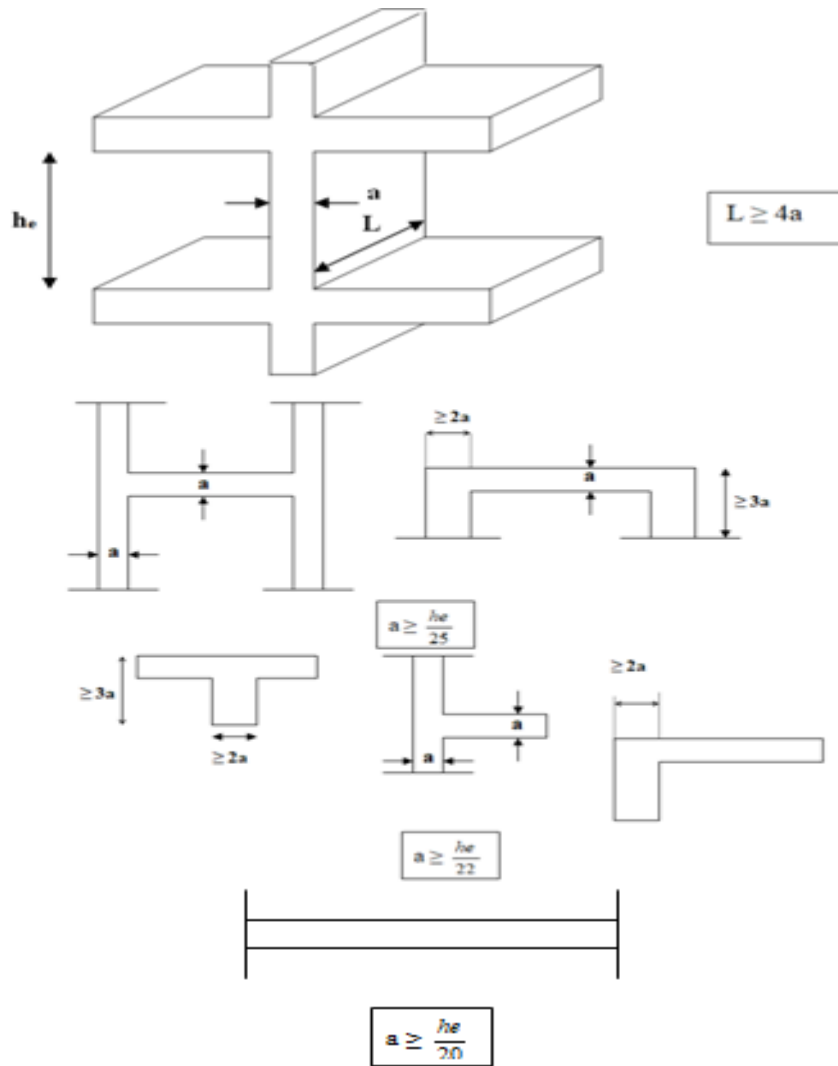 a
hₑ
L
L ≥ 4a
≥ 2a
a
a
≥ 3a
a
a ≥ he/25
≥ 3a
≥ 2a
a
≥ 2a
a
a ≥ he/22
a ≥ he/20